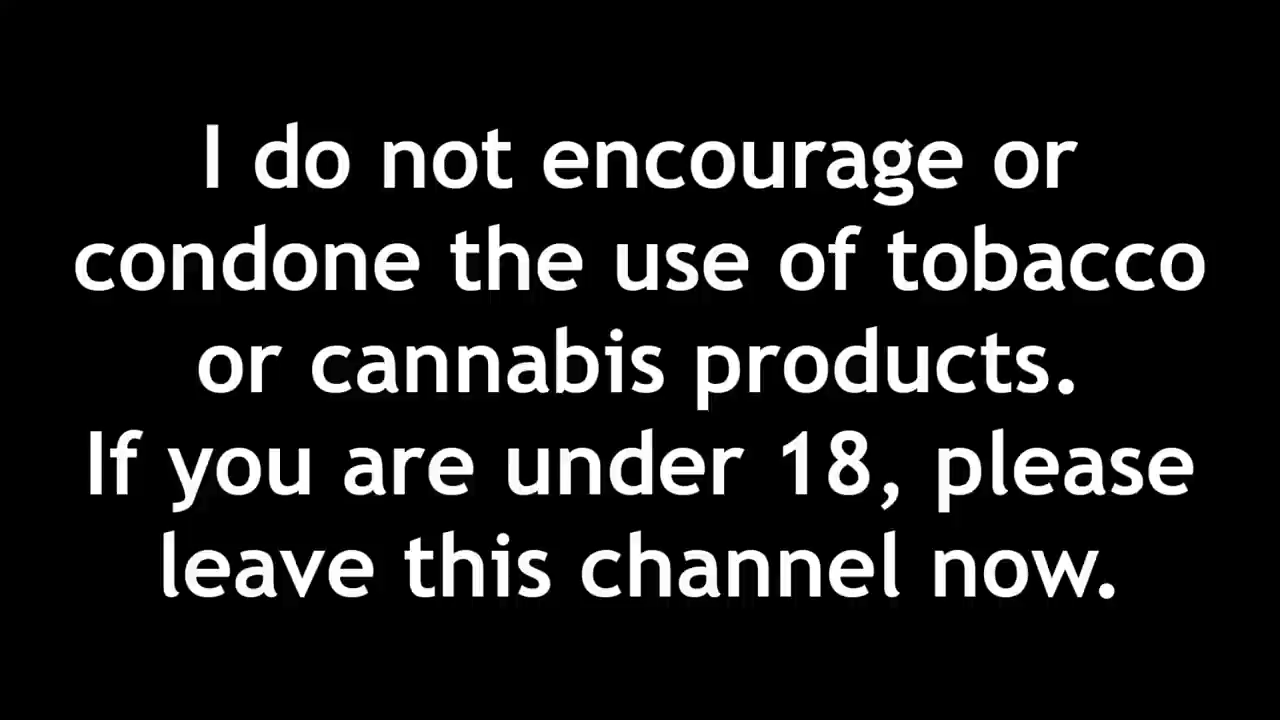 I do not encourage or
condone the use of tobacco
or cannabis products.
If you are under 18, please
leave this channel now.